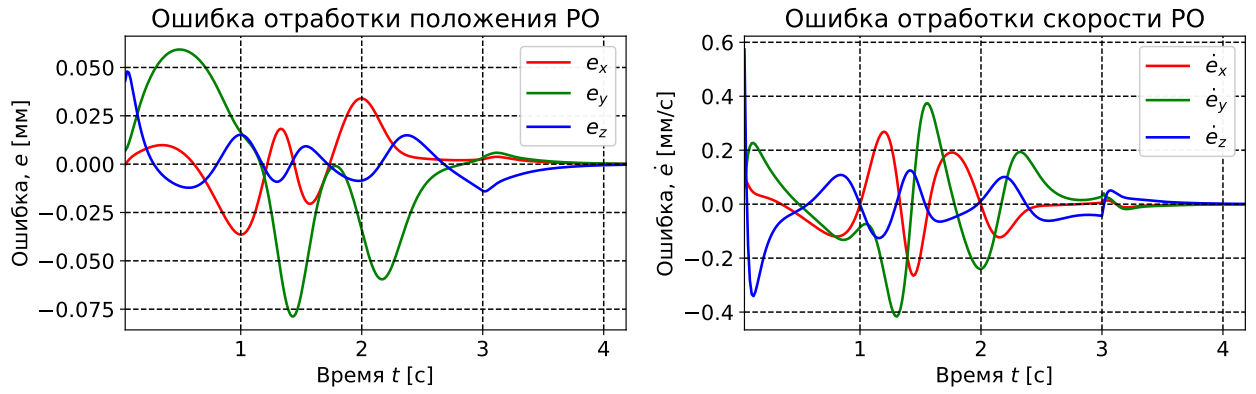 Ошибка отработки положения РО
Ошибка, e [мм]
0.050
0.025
0.000
−0.025
−0.050
−0.075
e_x
e_y
e_z
1 2 3 4
Время t [с]
Ошибка отработки скорости РО
Ошибка, ė [мм/с]
0.6
0.4
0.2
0.0
−0.2
−0.4
ė_x
ė_y
ė_z
1 2 3 4
Время t [с]